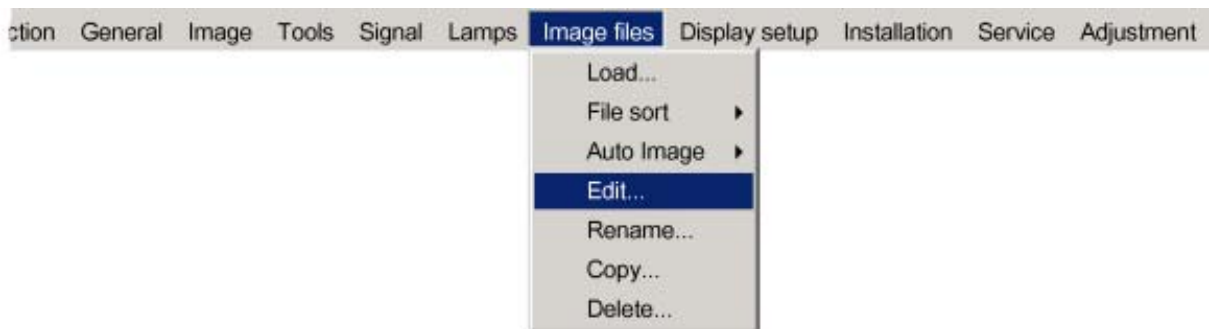 ction General Image Tools Signal Lamps Image files Display setup Installation Service Adjustment
Load...
File sort
Auto Image
Edit...
Rename...
Copy...
Delete...